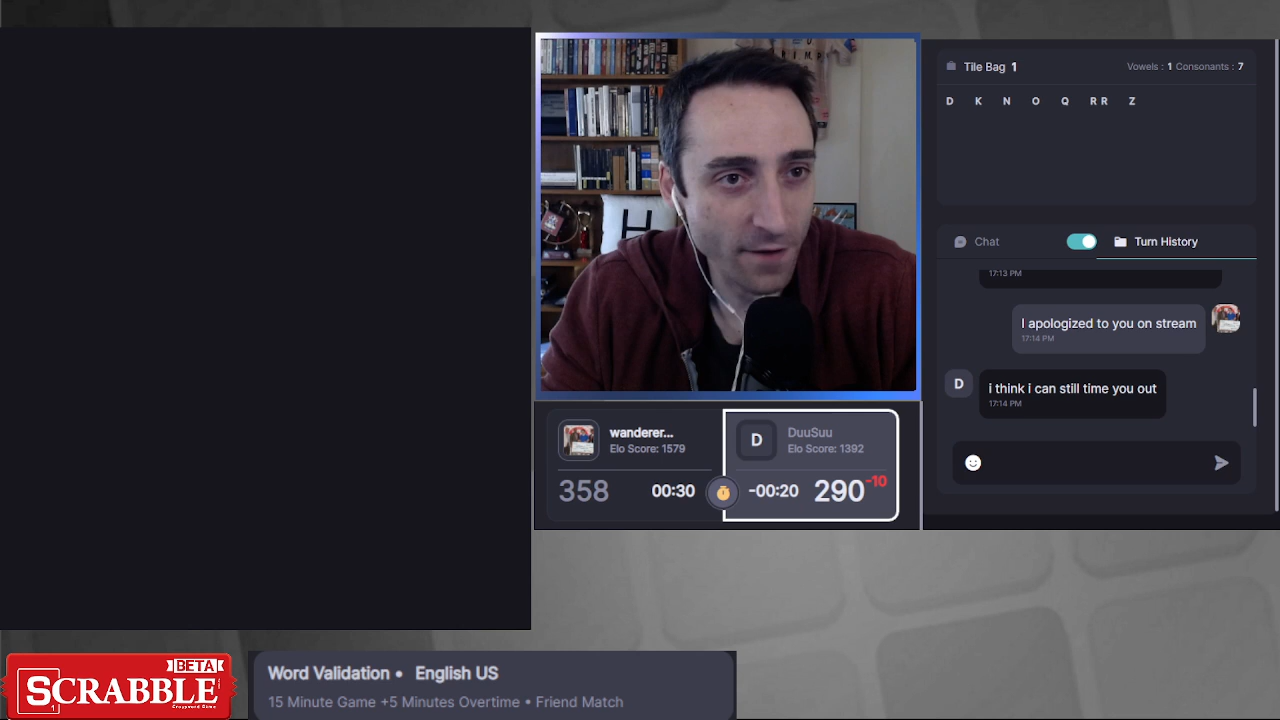 Tile Bag 1
Vowels : 1 Consonants : 7
D K N O Q R R Z
Chat
Turn History
17:13 PM
I apologized to you on stream
17:14 PM
D
i think i can still time you out
17:14 PM
H
wanderer...
Elo Score: 1579
358
00:30
D
DuuSuu
Elo Score: 1392
-00:20
290
-10
BETA
S
1
SCRABBLE
Word Validation • English US
15 Minute Game +5 Minutes Overtime • Friend Match